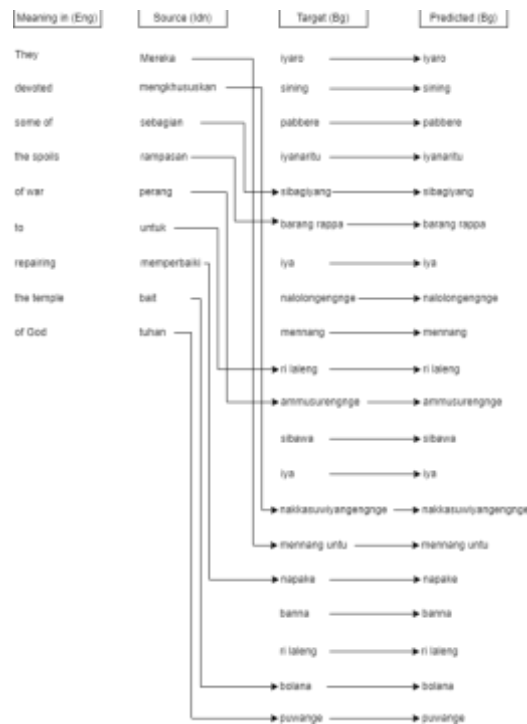 Meaning in (Eng) Source (Idn) Target (Bg) Predicted (Bg)
They Mereka iyaro iyaro
devoted mengkhususkan sining sining
some of sebagian pabbere pabbere
the spoils rampasan iyanaritu iyanaritu
of war perang sibagiyang sibagiyang
to untuk barang rappa barang rappa
repairing memperbaiki iya iya
the temple bait nalolongengnge nalolongengnge
of God tuhan mennang mennang
ri laleng ri laleng
ammusurengnge ammusurengnge
sibawa sibawa
iya iya
nakkasuwiyangengnge nakkasuwiyangengnge
mennang untu mennang untu
napake napake
banna banna
ri laleng ri laleng
bolana bolana
puwange puwange